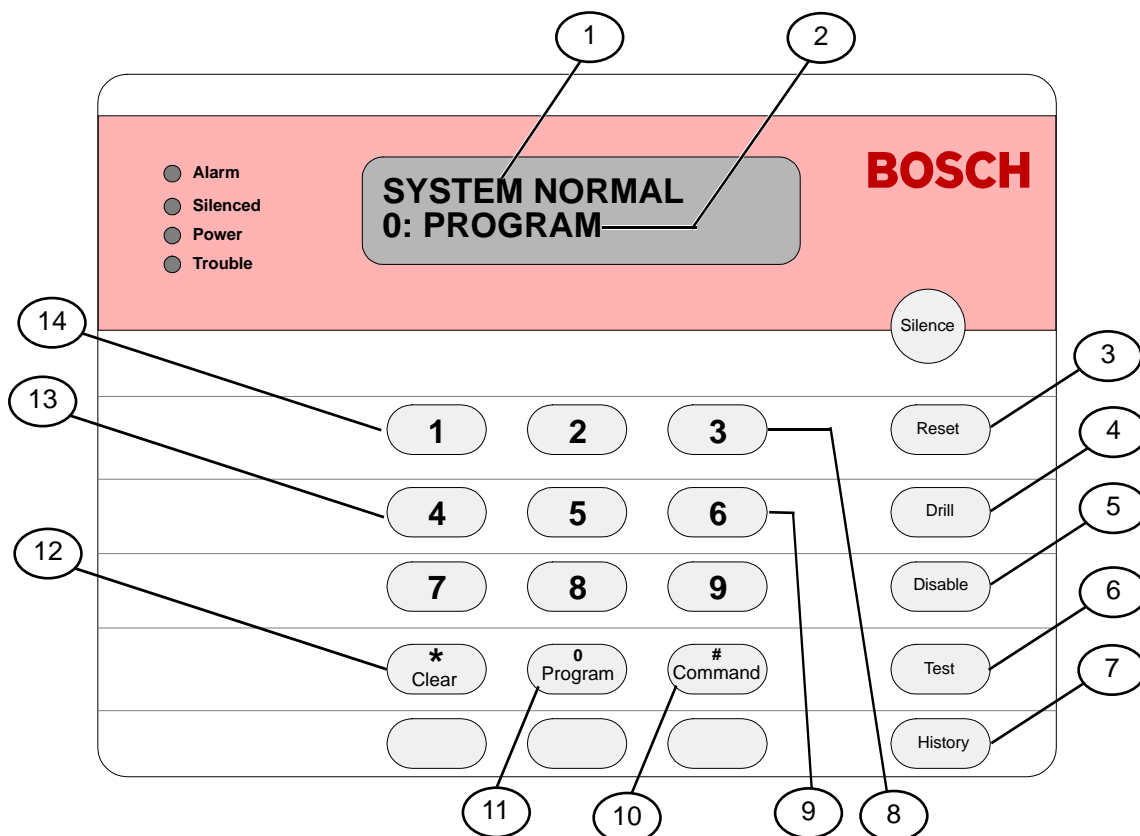 1
2
BOSCH
Alarm
Silenced
Power
Trouble
SYSTEM NORMAL
0: PROGRAM
Silence
14
3
1
2
3
Reset
13
4
4
5
6
Drill
12
5
7
8
9
Disable
6
*
Clear
0
Program
#
Command
Test
7
History
11
10
9
8